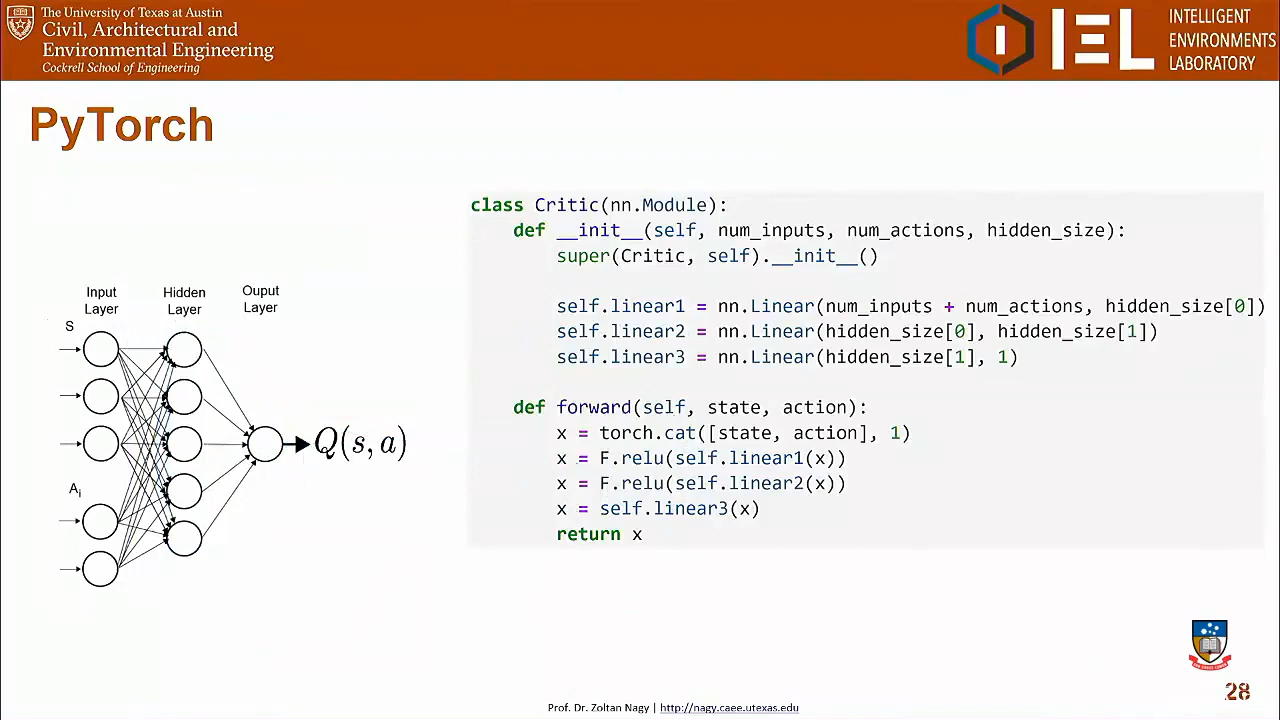 The University of Texas at Austin
Civil, Architectural and
Environmental Engineering
Cockrell School of Engineering
IEL
INTELLIGENT
ENVIRONMENTS
LABORATORY
PyTorch
class Critic(nn.Module):
def __init__(self, num_inputs, num_actions, hidden_size):
super(Critic, self).__init__()
self.linear1 = nn.Linear(num_inputs + num_actions, hidden_size[0])
self.linear2 = nn.Linear(hidden_size[0], hidden_size[1])
self.linear3 = nn.Linear(hidden_size[1], 1)
def forward(self, state, action):
x = torch.cat([state, action], 1)
x = F.relu(self.linear1(x))
x = F.relu(self.linear2(x))
x = self.linear3(x)
return x
Input
Layer
Hidden
Layer
Ouput
Layer
S
A_i
Q(s, a)
Prof. Dr. Zoltan Nagy | http://nagy.caee.utexas.edu
28